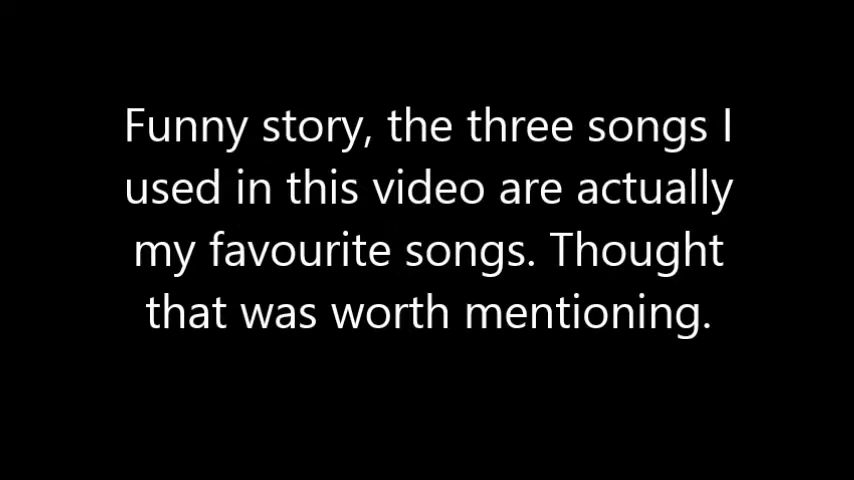 Funny story, the three songs I
used in this video are actually
my favourite songs. Thought
that was worth mentioning.